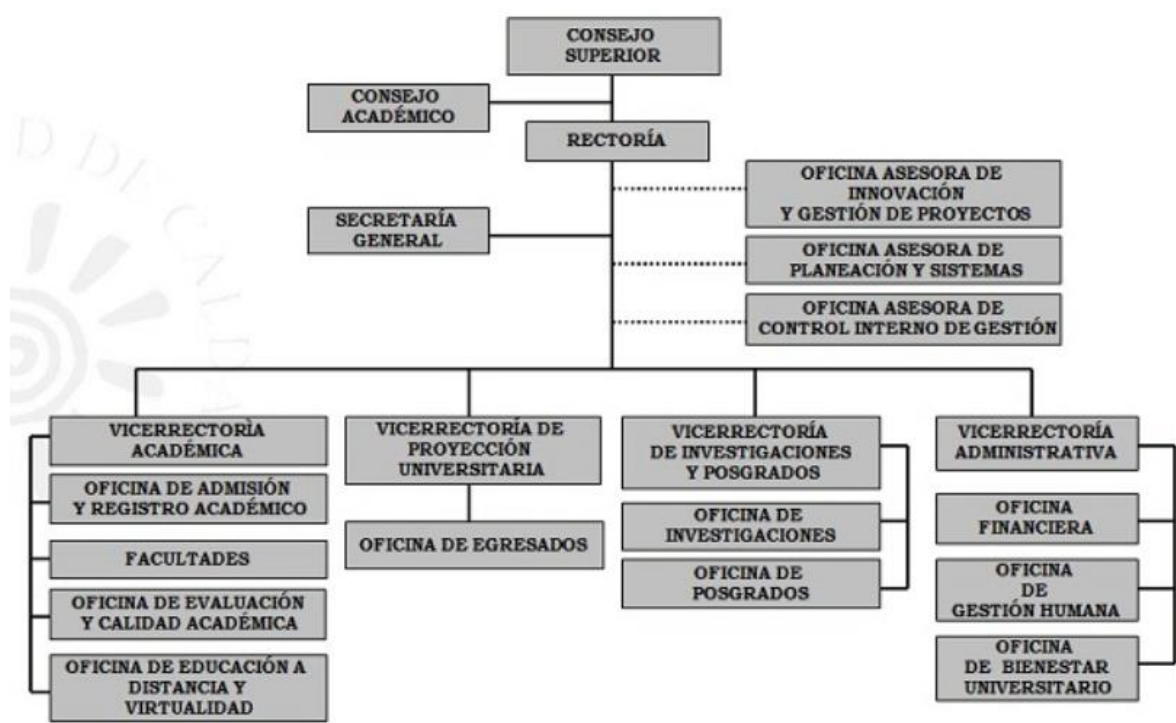 CONSEJO
SUPERIOR
CONSEJO
ACADÉMICO
RECTORÍA
OFICINA ASESORA DE
INNOVACIÓN
Y GESTIÓN DE PROYECTOS
SECRETARÍA
GENERAL
OFICINA ASESORA DE
PLANEACIÓN Y SISTEMAS
OFICINA ASESORA DE
CONTROL INTERNO DE GESTIÓN
VICERRECTORÌA
ACADÉMICA
OFICINA DE ADMISIÓN
Y REGISTRO ACADÉMICO
FACULTADES
OFICINA DE EVALUACIÓN
Y CALIDAD ACADÉMICA
OFICINA DE EDUCACIÓN A
DISTANCIA Y
VIRTUALIDAD
VICERRECTORÍA DE
PROYECCIÓN
UNIVERSITARIA
OFICINA DE EGRESADOS
VICERRECTORÍA
DE INVESTIGACIONES
Y POSGRADOS
OFICINA DE
INVESTIGACIONES
OFICINA DE
POSGRADOS
VICERRECTORÍA
ADMINISTRATIVA
OFICINA
FINANCIERA
OFICINA
DE
GESTIÓN HUMANA
OFICINA
DE BIENESTAR
UNIVERSITARIO
D DE CALDA